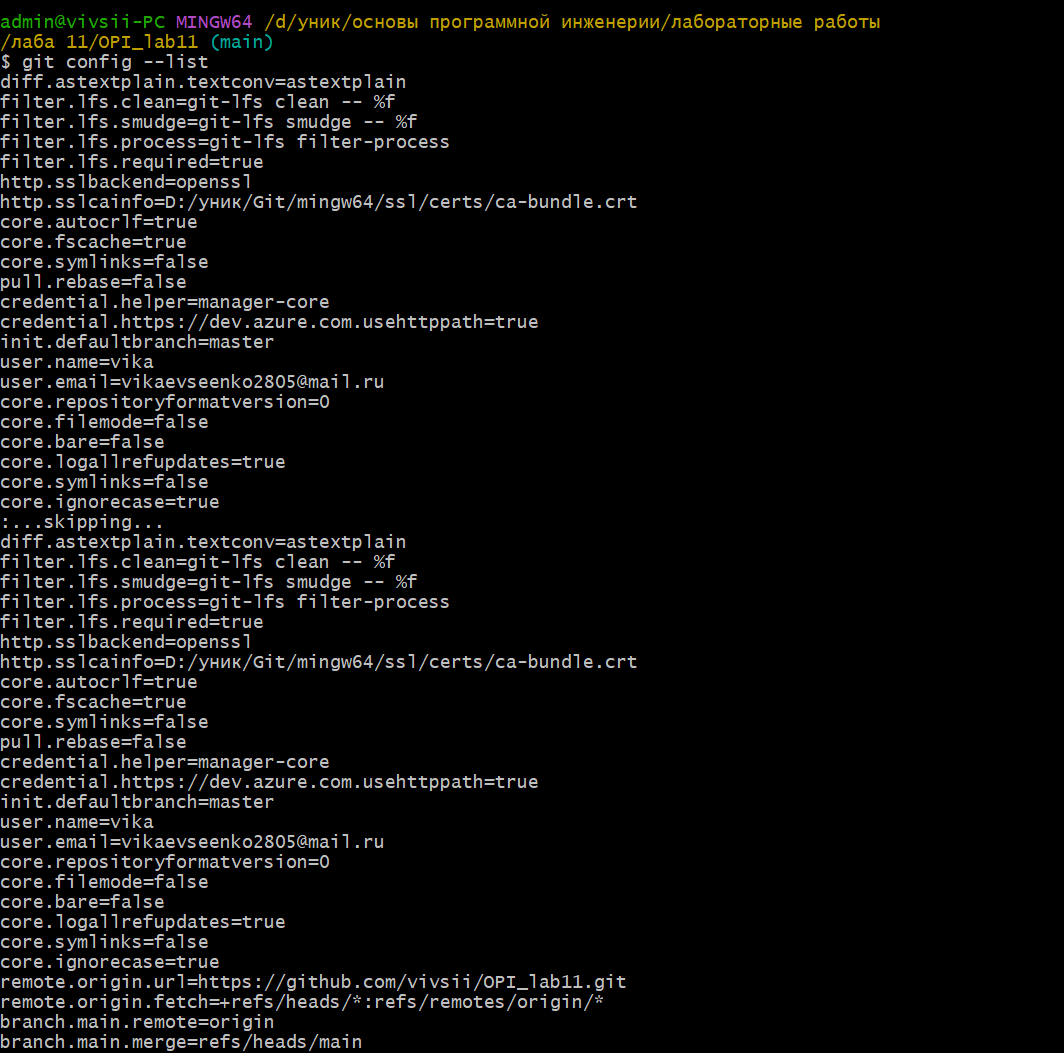 admin@vivsii-PC MINGW64 /d/уник/основы программной инженерии/лабораторные работы
/лаба 11/OPI_lab11 (main)
$ git config --list
diff.astextplain.textconv=astextplain
filter.lfs.clean=git-lfs clean -- %f
filter.lfs.smudge=git-lfs smudge -- %f
filter.lfs.process=git-lfs filter-process
filter.lfs.required=true
http.sslbackend=openssl
http.sslcainfo=D:/уник/Git/mingw64/ssl/certs/ca-bundle.crt
core.autocrlf=true
core.fscache=true
core.symlinks=false
pull.rebase=false
credential.helper=manager-core
credential.https://dev.azure.com.usehttppath=true
init.defaultbranch=master
user.name=vika
user.email=vikaevseenko2805@mail.ru
core.repositoryformatversion=0
core.filemode=false
core.bare=false
core.logallrefupdates=true
core.symlinks=false
core.ignorecase=true
:...skipping...
diff.astextplain.textconv=astextplain
filter.lfs.clean=git-lfs clean -- %f
filter.lfs.smudge=git-lfs smudge -- %f
filter.lfs.process=git-lfs filter-process
filter.lfs.required=true
http.sslbackend=openssl
http.sslcainfo=D:/уник/Git/mingw64/ssl/certs/ca-bundle.crt
core.autocrlf=true
core.fscache=true
core.symlinks=false
pull.rebase=false
credential.helper=manager-core
credential.https://dev.azure.com.usehttppath=true
init.defaultbranch=master
user.name=vika
user.email=vikaevseenko2805@mail.ru
core.repositoryformatversion=0
core.filemode=false
core.bare=false
core.logallrefupdates=true
core.symlinks=false
core.ignorecase=true
remote.origin.url=https://github.com/vivsii/OPI_lab11.git
remote.origin.fetch=+refs/heads/*:refs/remotes/origin/*
branch.main.remote=origin
branch.main.merge=refs/heads/main